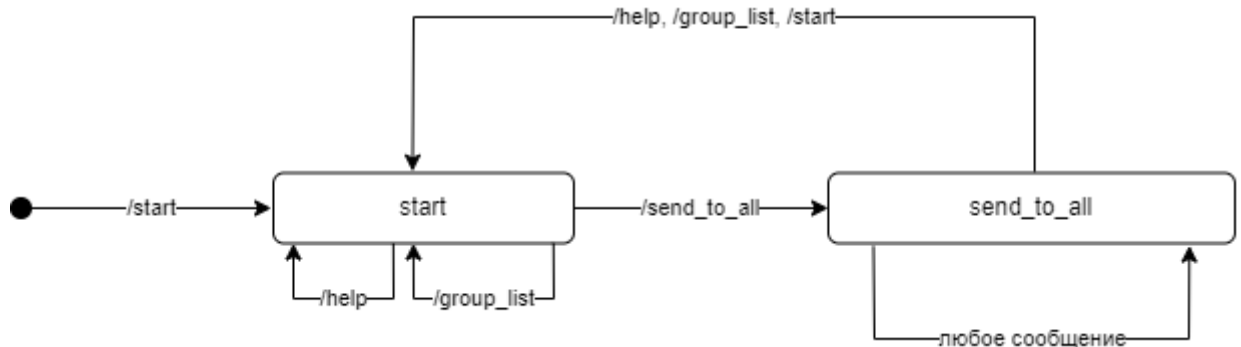 /help, /group_list, /start
/start
start
/send_to_all
send_to_all
/help
/group_list
любое сообщение